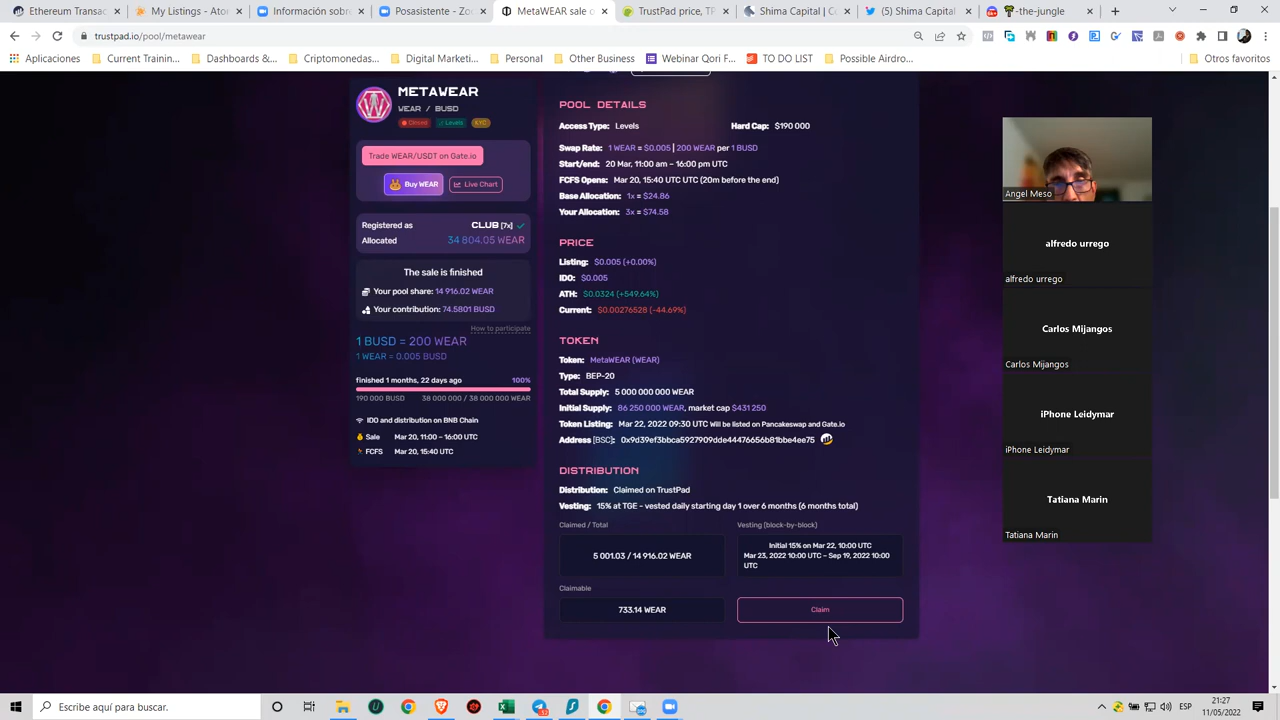 Ethereum Transac
My Listings - Ato
Información sobre
Posasistente - Zo
MetaWEAR sale o
TrustPad price, TP
Shima Capital | C
(5) Shima Capital
the-jungle
trustpad.io/pool/metawear
Aplicaciones
Current Trainin...
Dashboards &...
Criptomonedas...
Digital Marketi...
Personal
Other Business
Webinar Qori F...
TO DO LIST
Possible Airdro...
Otros favoritos
METAWEAR
WEAR / BUSD
Closed
Levels
KYC
Trade WEAR/USDT on Gate.io
Buy WEAR
Live Chart
Registered as CLUB [7x]
Allocated 34 804.05 WEAR
The sale is finished
Your pool share: 14 916.02 WEAR
Your contribution: 74.5801 BUSD
How to participate
1 BUSD = 200 WEAR
1 WEAR = 0.005 BUSD
finished 1 months, 22 days ago 100%
190 000 BUSD 38 000 000 / 38 000 000 WEAR
IDO and distribution on BNB Chain
Sale Mar 20, 11:00 – 16:00 UTC
FCFS Mar 20, 15:40 UTC
POOL DETAILS
Access Type: Levels Hard Cap: $190 000
Swap Rate: 1 WEAR = $0.005 | 200 WEAR per 1 BUSD
Start/end: 20 Mar, 11:00 am – 16:00 pm UTC
FCFS Opens: Mar 20, 15:40 UTC UTC (20m before the end)
Base Allocation: 1x = $24.86
Your Allocation: 3x = $74.58
PRICE
Listing: $0.005 (+0.00%)
IDO: $0.005
ATH: $0.0324 (+549.64%)
Current: $0.00276528 (-44.69%)
TOKEN
Token: MetaWEAR (WEAR)
Type: BEP-20
Total Supply: 5 000 000 000 WEAR
Initial Supply: 86 250 000 WEAR, market cap $431 250
Token Listing: Mar 22, 2022 09:30 UTC Will be listed on Pancakeswap and Gate.io
Address [BSC]: 0x9d39ef3bbca5927909dde44476656b81bbe4ee75
DISTRIBUTION
Distribution: Claimed on TrustPad
Vesting: 15% at TGE – vested daily starting day 1 over 6 months (6 months total)
Claimed / Total
5 001.03 / 14 916.02 WEAR
Vesting (block-by-block)
Initial 15% on Mar 22, 10:00 UTC
Mar 23, 2022 10:00 UTC – Sep 19, 2022 10:00
UTC
Claimable
733.14 WEAR
Claim
Angel Meso
alfredo urrego
alfredo urrego
Carlos Mijangos
Carlos Mijangos
iPhone Leidymar
iPhone Leidymar
Tatiana Marin
Tatiana Marin
Escribe aquí para buscar.
ESP
21:27
11/05/2022